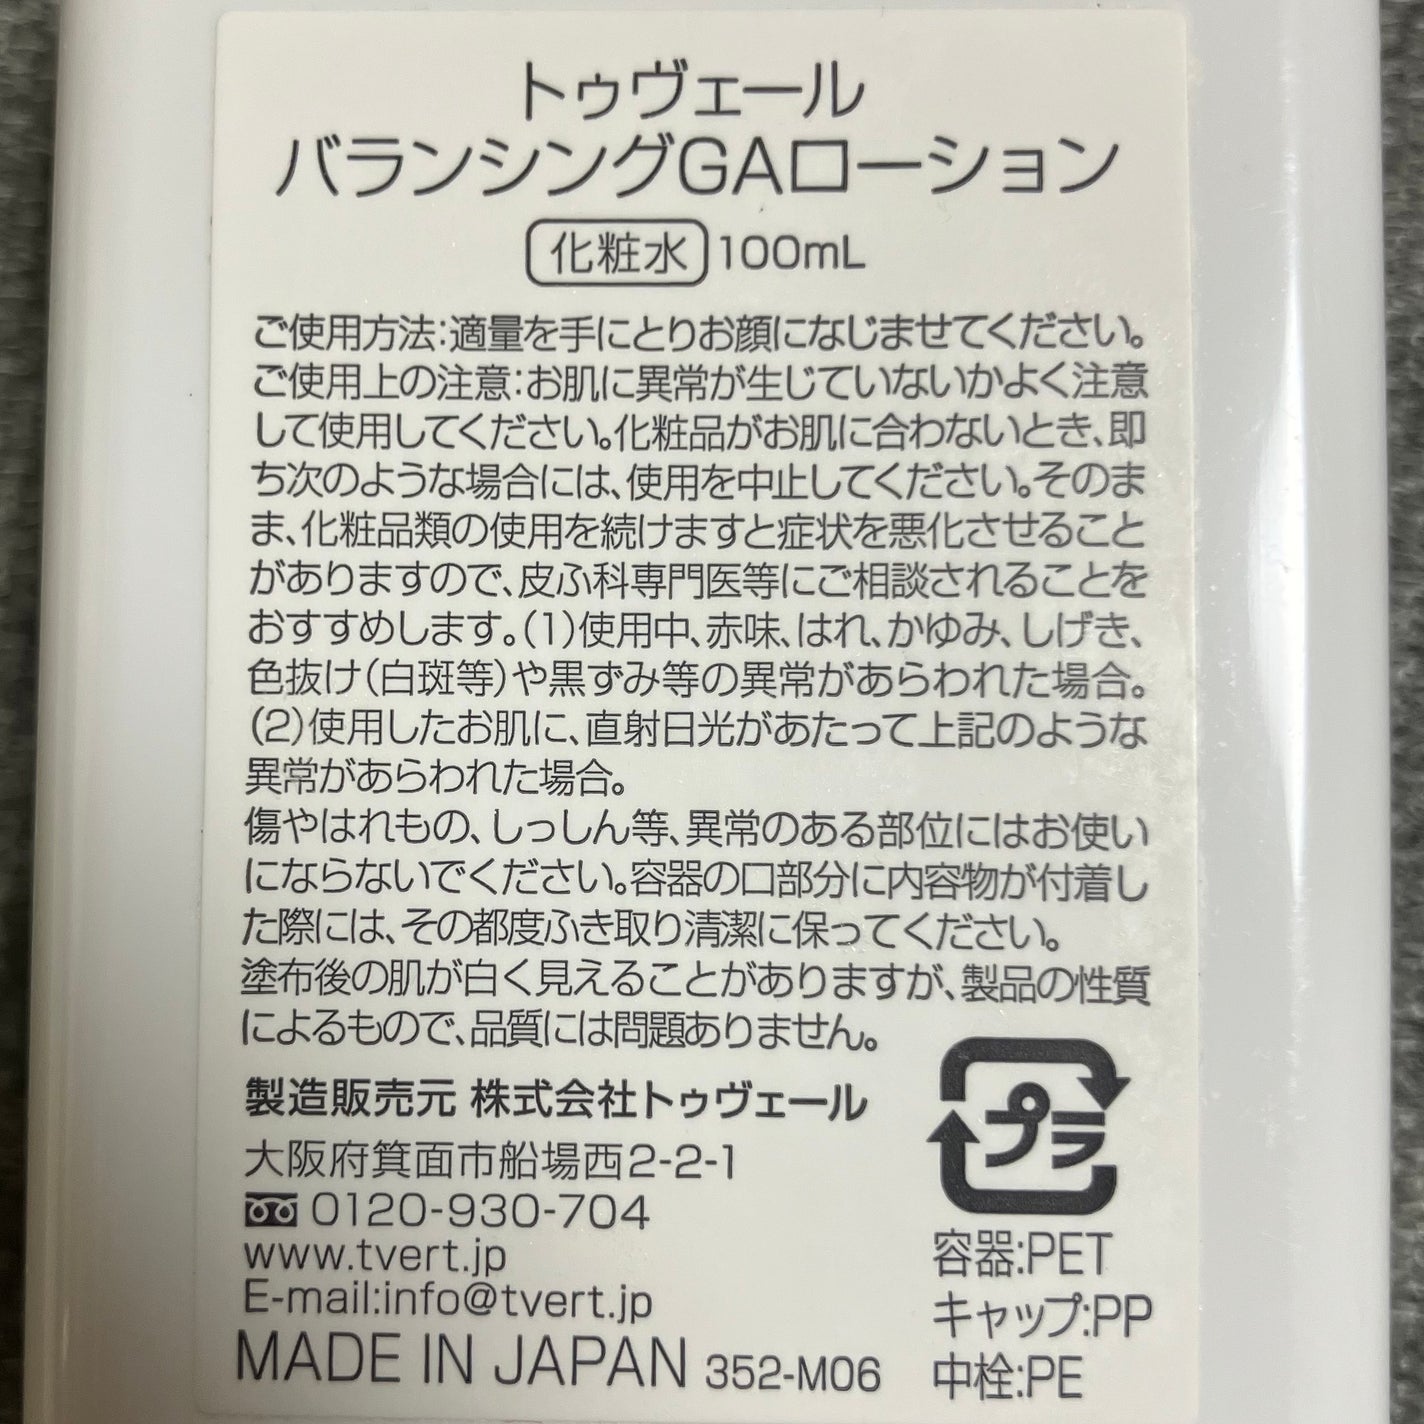 トゥヴェール
バランシングGAローション
化粧水 100mL
ご使用方法:適量を手にとりお顔になじませてください。
ご使用上の注意:お肌に異常が生じていないかよく注意
して使用してください。化粧品がお肌に合わないとき、即
ち次のような場合には、使用を中止してください。そのま
ま、化粧品類の使用を続けますと症状を悪化させること
がありますので、皮ふ科専門医等にご相談されることを
おすすめします。(1)使用中、赤味、はれ、かゆみ、しげき、
色抜け(白斑等)や黒ずみ等の異常があらわれた場合。
(2)使用したお肌に、直射日光があたって上記のような
異常があらわれた場合。
傷やはれもの、しっしん等、異常のある部位にはお使い
にならないでください。容器の口部分に内容物が付着し
た際には、その都度ふき取り清潔に保ってください。
塗布後の肌が白く見えることがありますが、製品の性質
によるもので、品質には問題ありません。
製造販売元 株式会社トゥヴェール
大阪府箕面市船場西2-2-1
0120-930-704
www.tvert.jp
E-mail:info@tvert.jp
MADE IN JAPAN 352-M06
プラ
容器:PET
キャップ:PP
中栓:PE